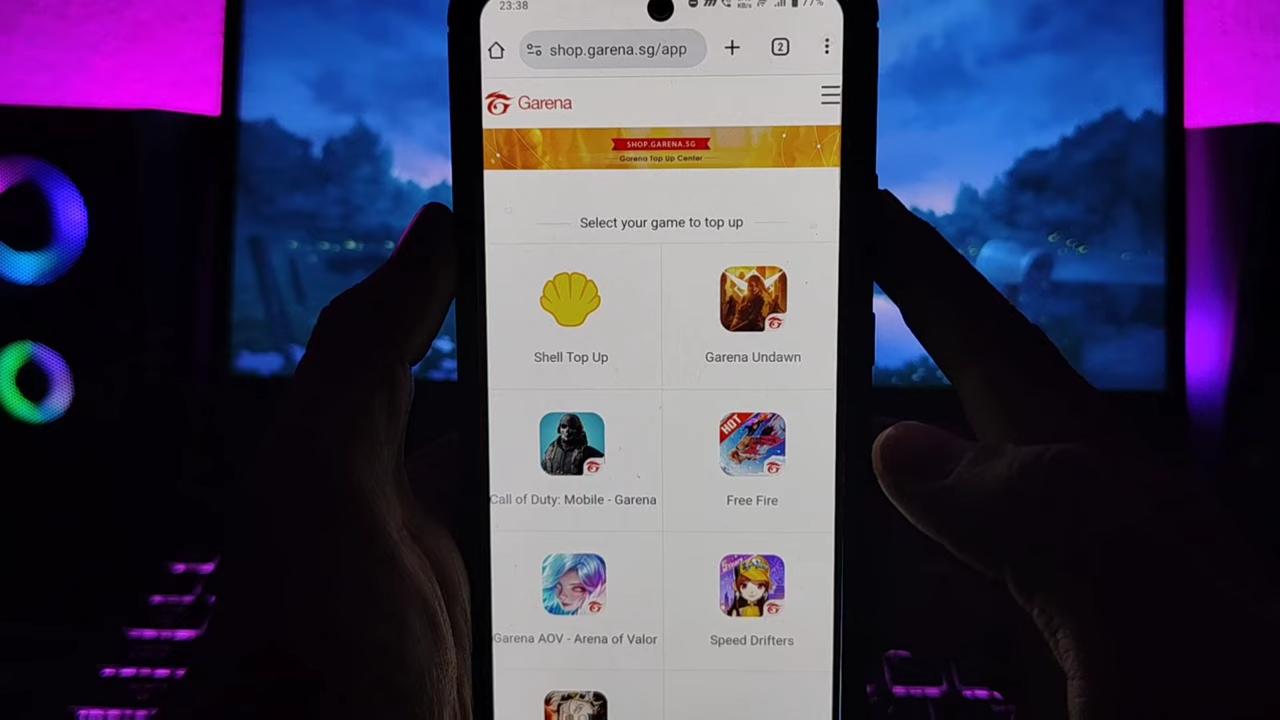 23:38
KB/s
77%
shop.garena.sg/app
2
Garena
SHOP.GARENA.SG
Garena Top Up Center
Select your game to top up
Shell Top Up
Garena Undawn
HOT
Call of Duty: Mobile - Garena
Free Fire
Garena AOV - Arena of Valor
Speed Drifters